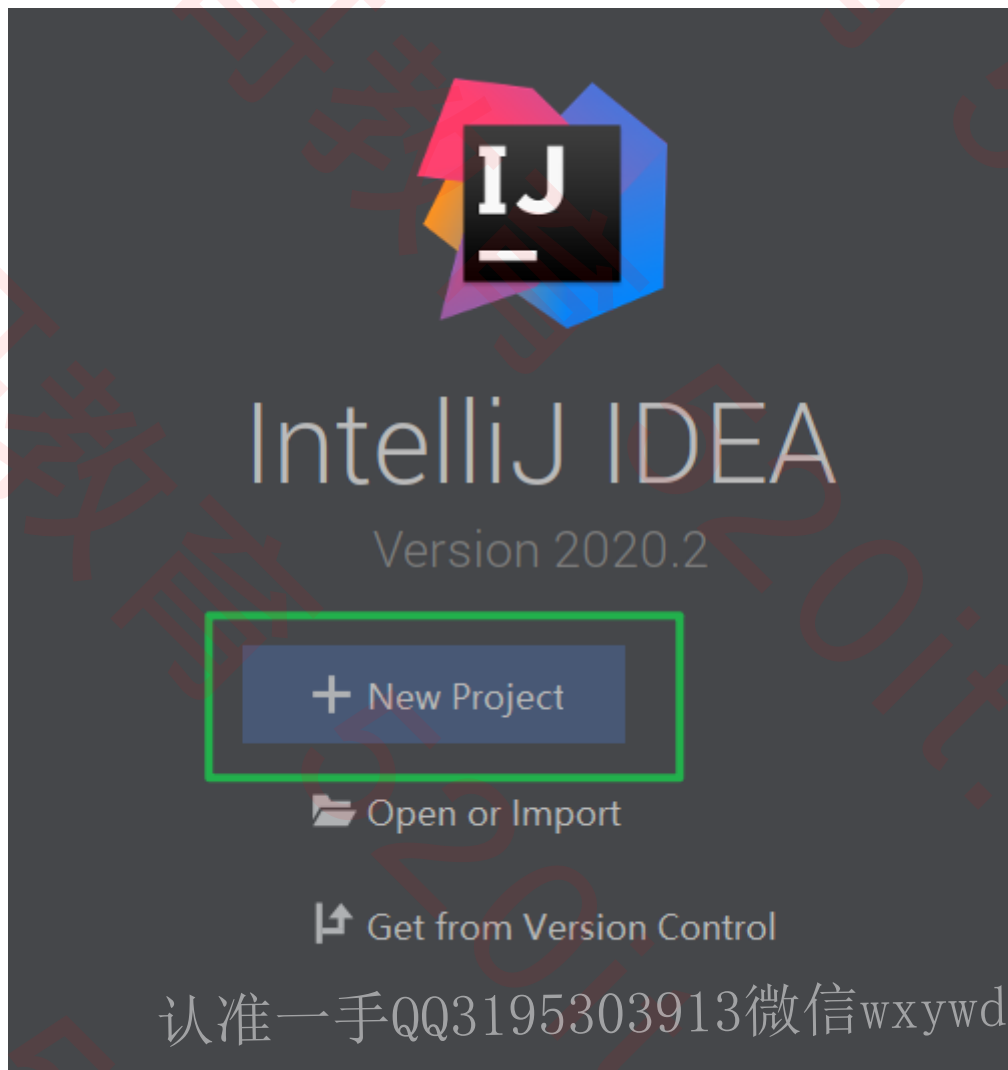 IJ
IntelliJ IDEA
Version 2020.2
New Project
Open or Import
Get from Version Control
认准一手QQ3195303913微信wxywd